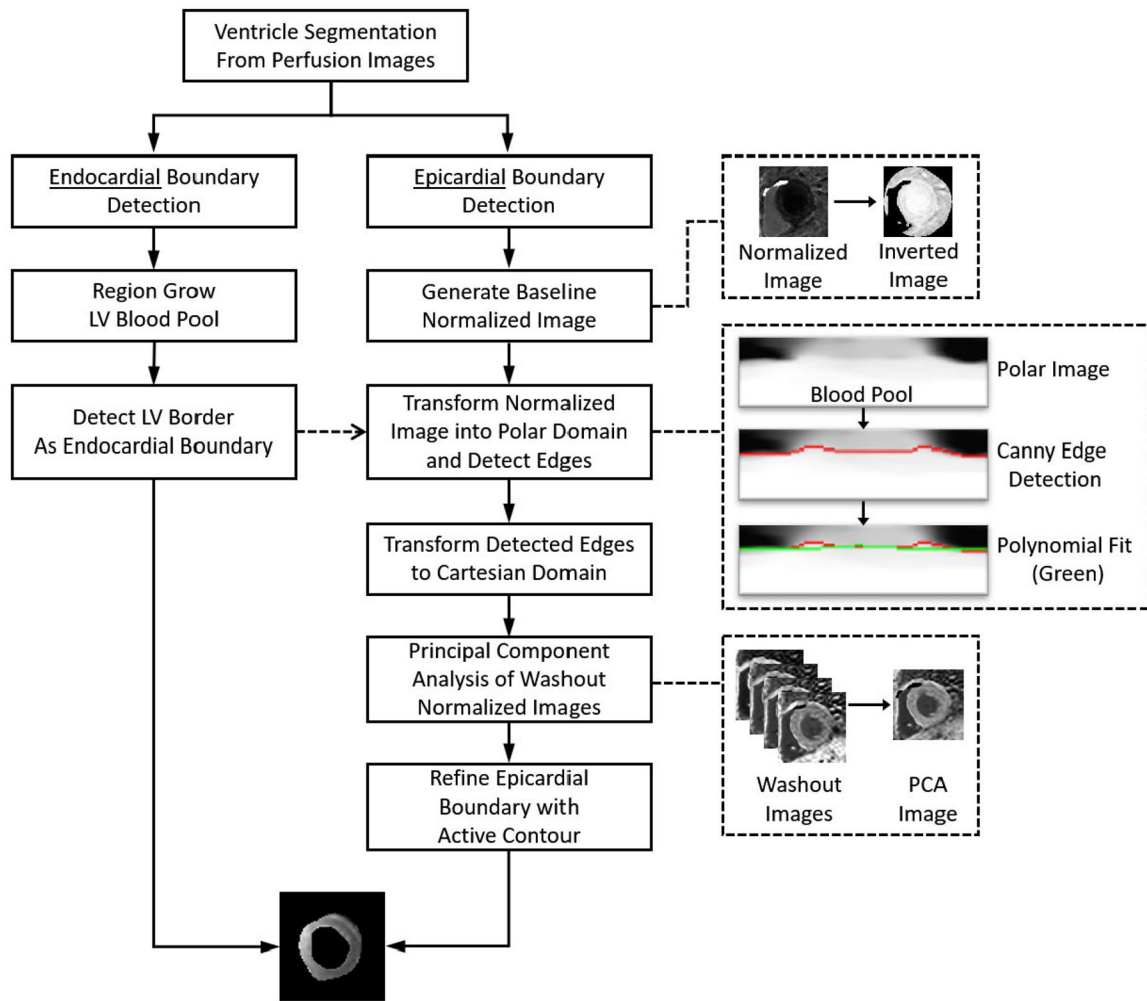 Ventricle Segmentation
From Perfusion Images
Endocardial Boundary
Detection
Epicardial Boundary
Detection
Normalized
Image
Inverted
Image
Region Grow
LV Blood Pool
Generate Baseline
Normalized Image
Detect LV Border
As Endocardial Boundary
Transform Normalized
Image into Polar Domain
and Detect Edges
Polar Image
Blood Pool
Canny Edge
Detection
Polynomial Fit
(Green)
Transform Detected Edges
to Cartesian Domain
Principal Component
Analysis of Washout
Normalized Images
Washout
Images
PCA
Image
Refine Epicardial
Boundary with
Active Contour